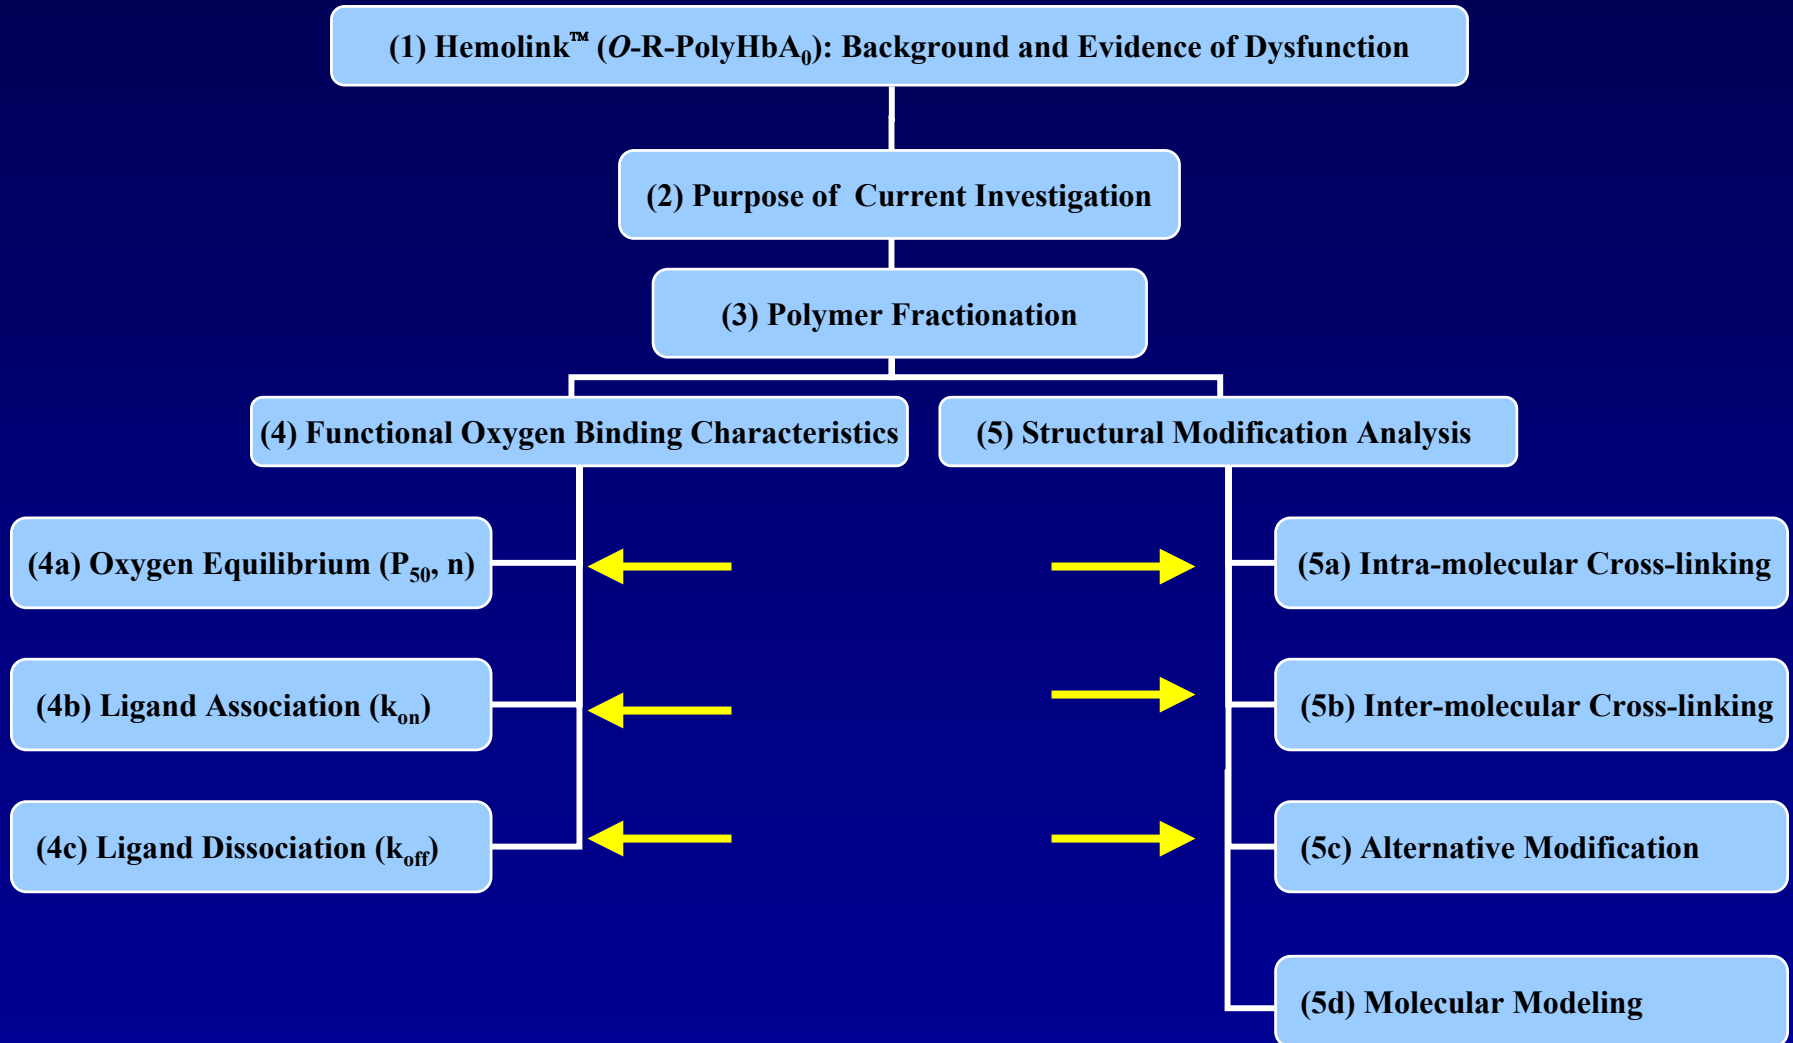 (1) Hemolink™ (O-R-PolyHbA₀): Background and Evidence of Dysfunction
(2) Purpose of Current Investigation
(3) Polymer Fractionation
(4) Functional Oxygen Binding Characteristics
(5) Structural Modification Analysis
(4a) Oxygen Equilibrium (P₅₀, n)
(5a) Intra-molecular Cross-linking
(4b) Ligand Association (kₒₙ)
(5b) Inter-molecular Cross-linking
(4c) Ligand Dissociation (k_off)
(5c) Alternative Modification
(5d) Molecular Modeling